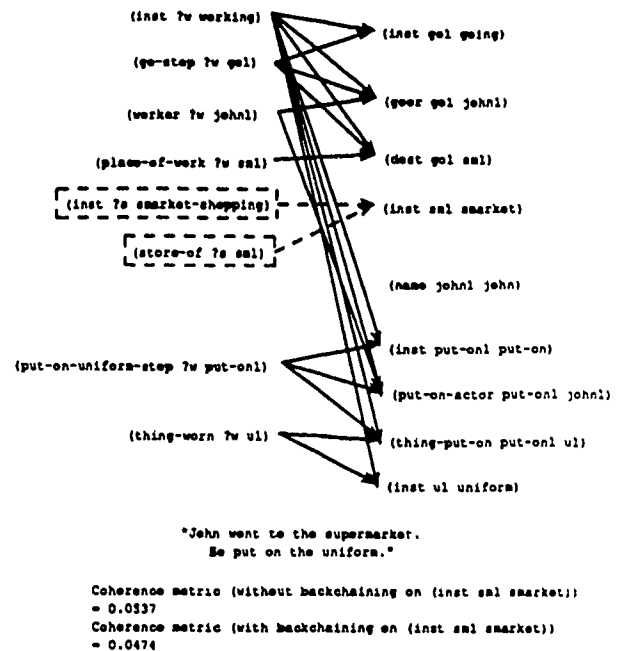 (inst ?w working)
(inst go1 going)
(go-step ?w go1)
(goer go1 john1)
(worker ?w john1)
(place-of-work ?w sm1)
(dest go1 sm1)
(inst ?s smarket-shopping)
(inst sm1 smarket)
(store-of ?s sm1)
(name john1 john)
(inst put-on1 put-on)
(put-on-uniform-step ?w put-on1)
(put-on-actor put-on1 john1)
(thing-worn ?w u1)
(thing-put-on put-on1 u1)
(inst u1 uniform)
"John went to the supermarket.
He put on the uniform."
Coherence metric (without backchaining on (inst sm1 smarket))
= 0.0537
Coherence metric (with backchaining on (inst sm1 smarket))
= 0.0474